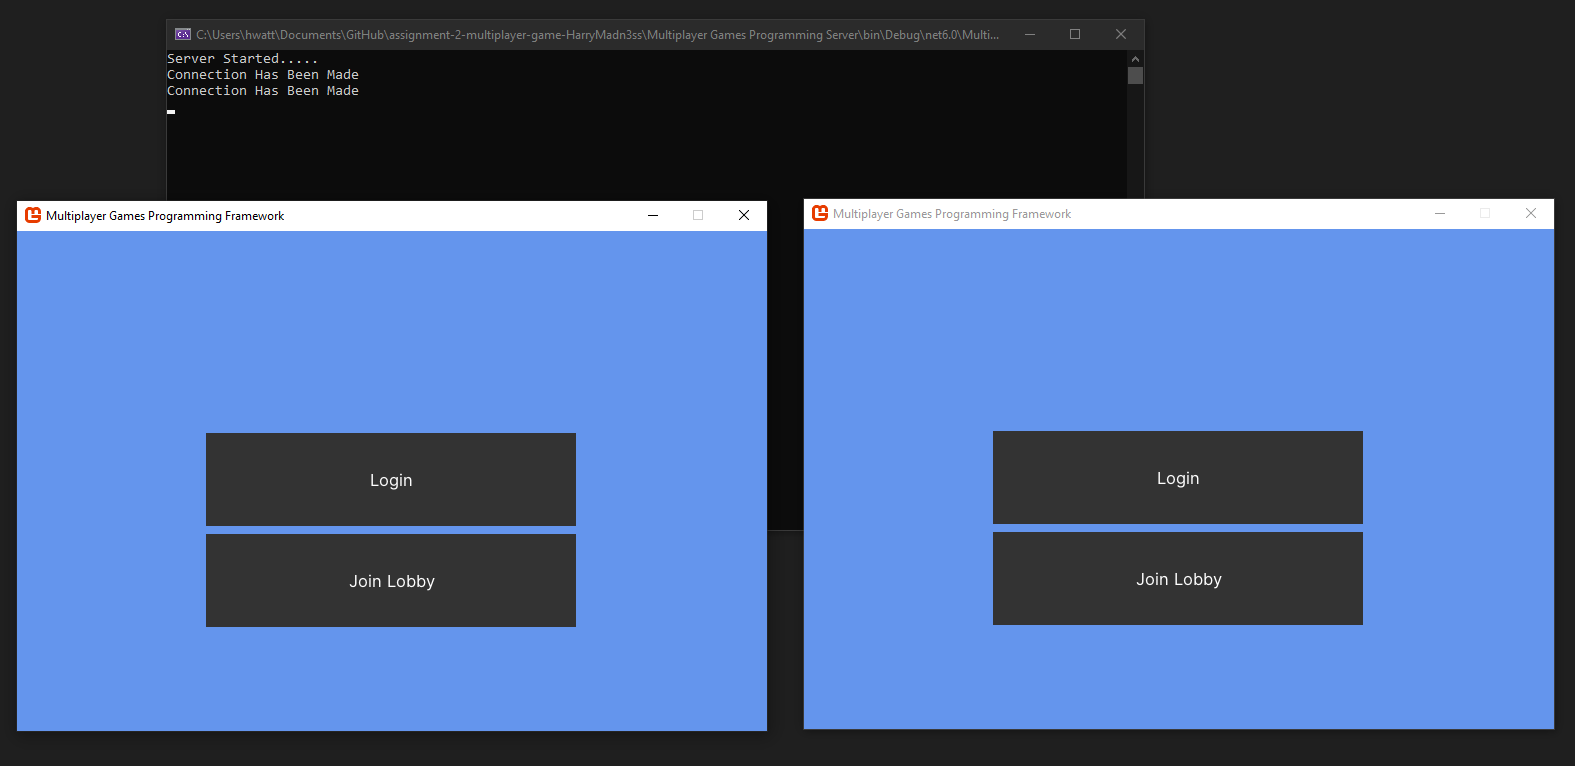 C:\Users\hwatt\Documents\GitHub\assignment-2-multiplayer-game-HarryMadn3ss\Multiplayer Games Programming Server\bin\Debug\net6.0\Multi...
Server Started.....
Connection Has Been Made
Connection Has Been Made
Multiplayer Games Programming Framework
Login
Join Lobby
Multiplayer Games Programming Framework
Login
Join Lobby